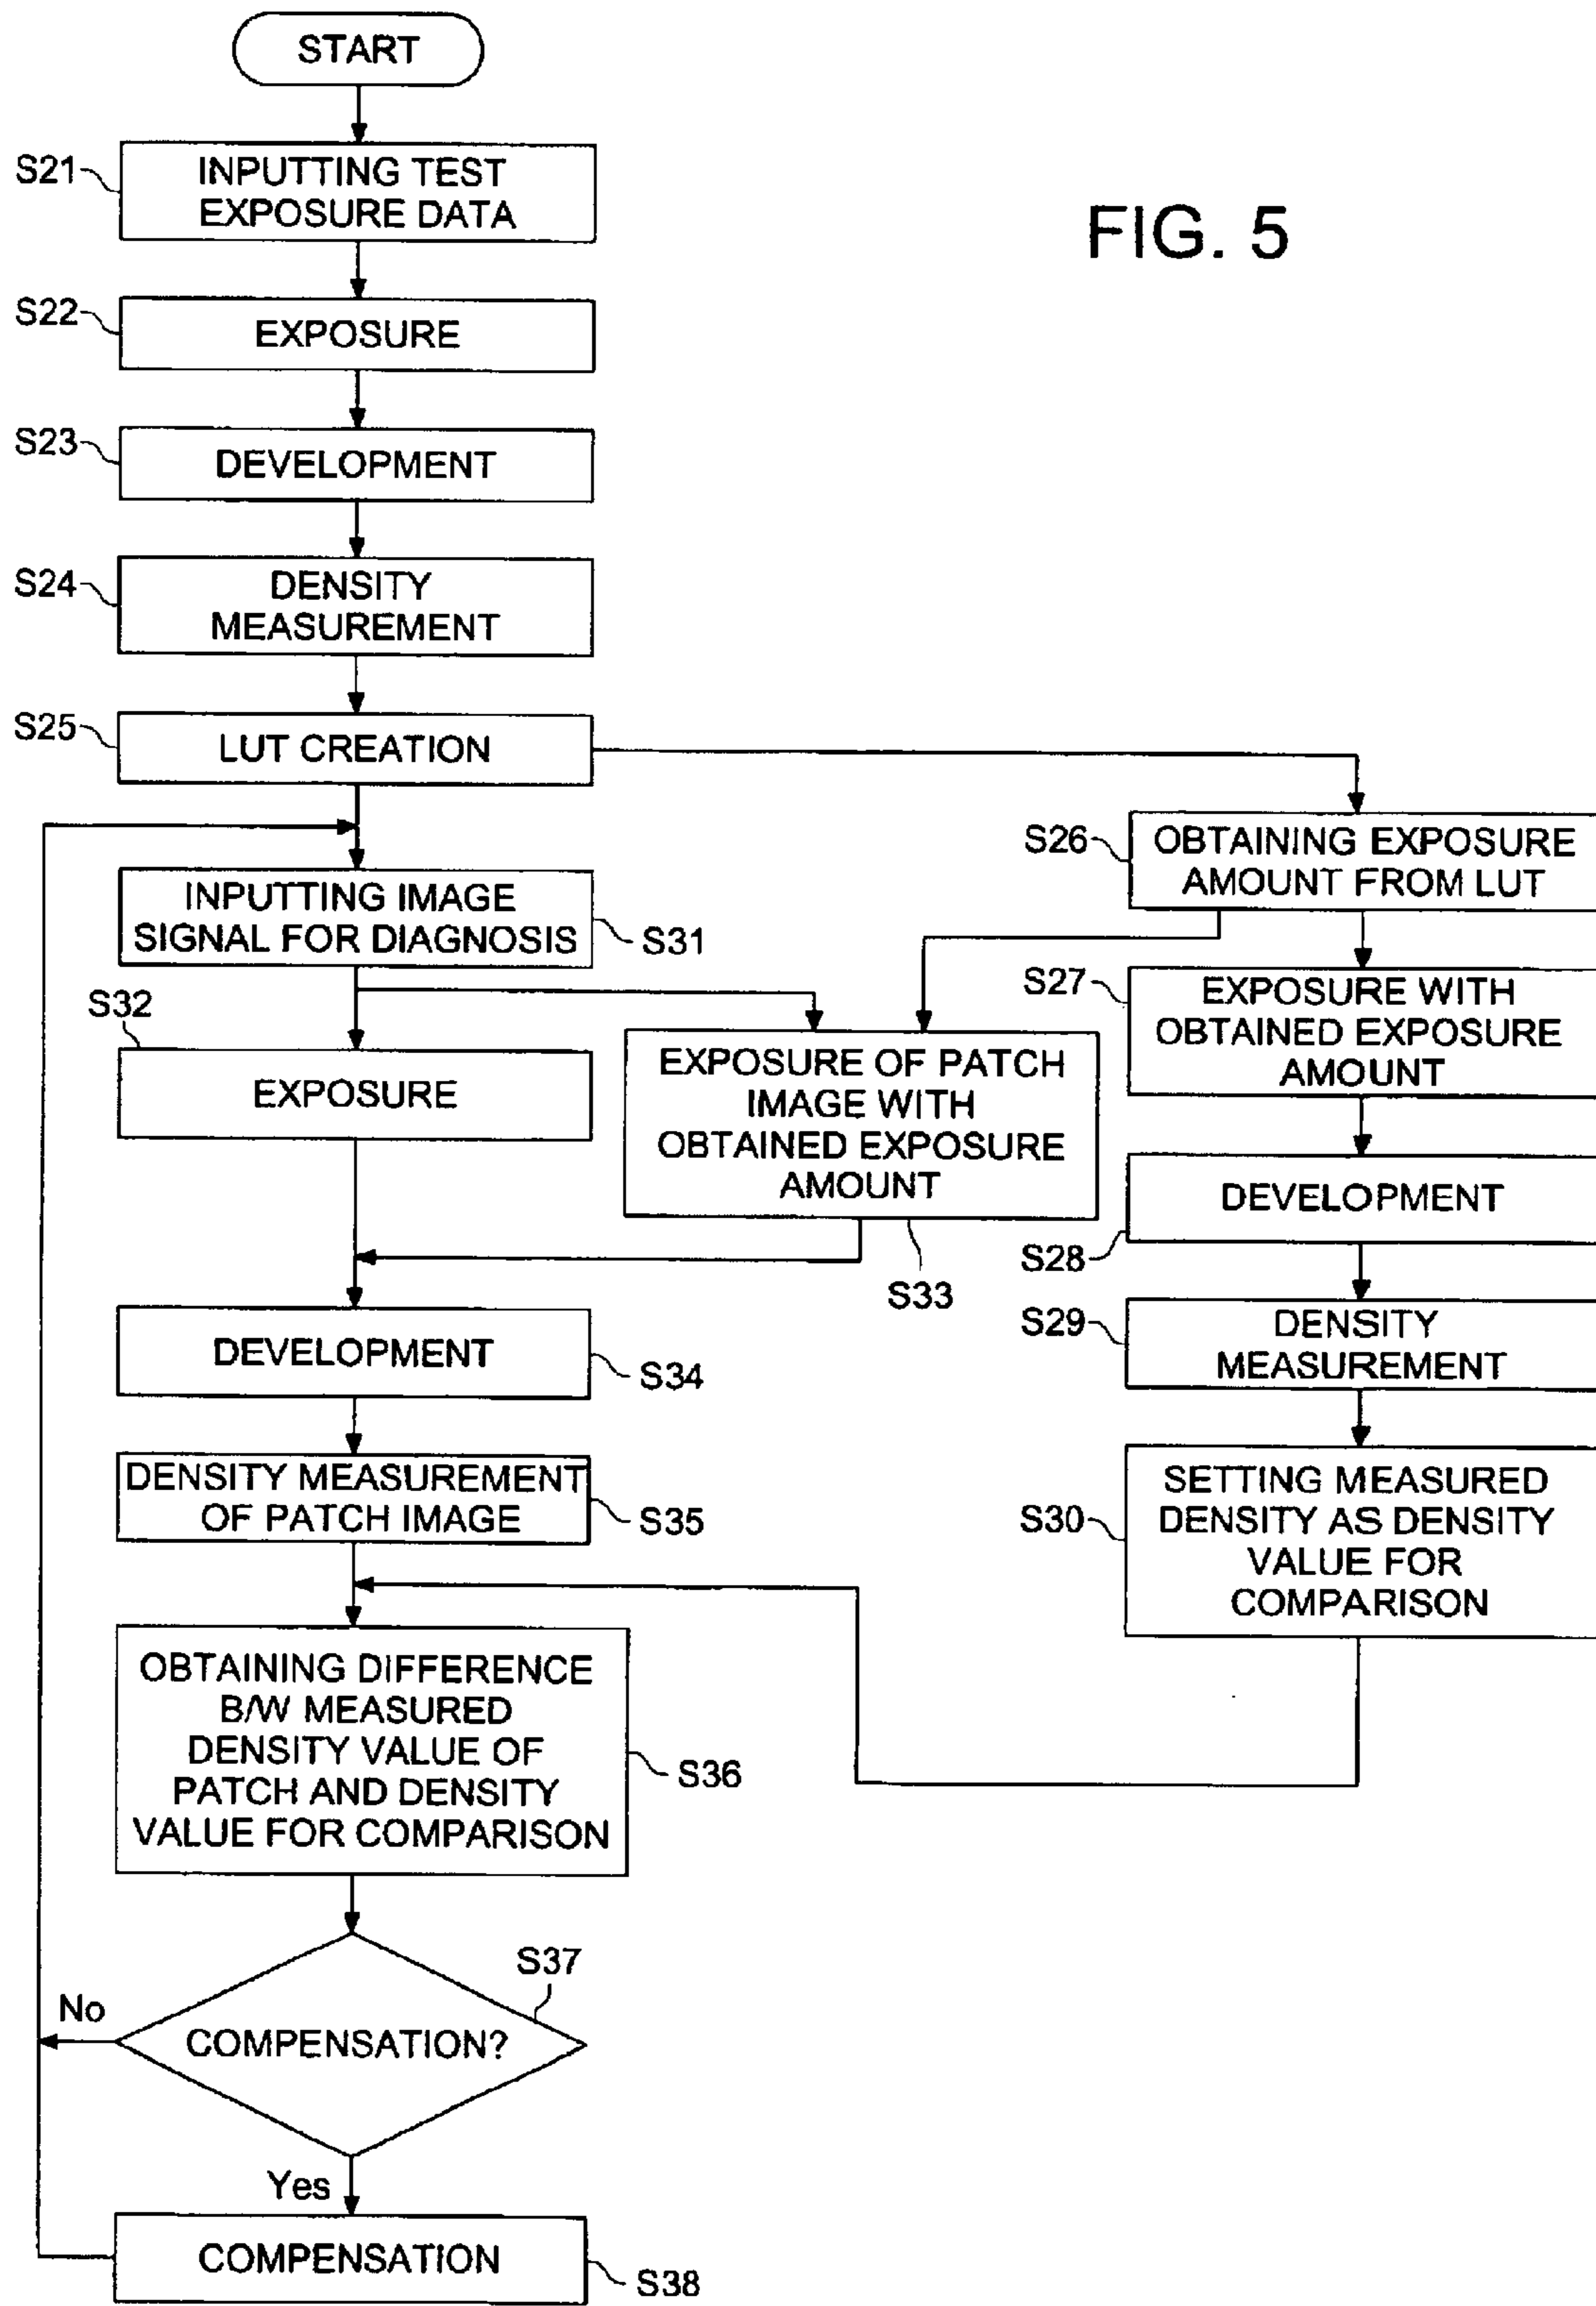 START
FIG. 5
S21
INPUTTING TEST
EXPOSURE DATA
S22
EXPOSURE
S23
DEVELOPMENT
S24
DENSITY
MEASUREMENT
S25
LUT CREATION
S26
OBTAINING EXPOSURE
AMOUNT FROM LUT
INPUTTING IMAGE
SIGNAL FOR DIAGNOSIS
S31
S27
EXPOSURE WITH
OBTAINED EXPOSURE
AMOUNT
S32
EXPOSURE
EXPOSURE OF PATCH
IMAGE WITH
OBTAINED EXPOSURE
AMOUNT
S33
DEVELOPMENT
S28
S29
DENSITY
MEASUREMENT
DEVELOPMENT
S34
DENSITY MEASUREMENT
OF PATCH IMAGE
S35
S30
SETTING MEASURED
DENSITY AS DENSITY
VALUE FOR
COMPARISON
OBTAINING DIFFERENCE
B/W MEASURED
DENSITY VALUE OF
PATCH AND DENSITY
VALUE FOR COMPARISON
S36
S37
No
COMPENSATION?
Yes
COMPENSATION
S38